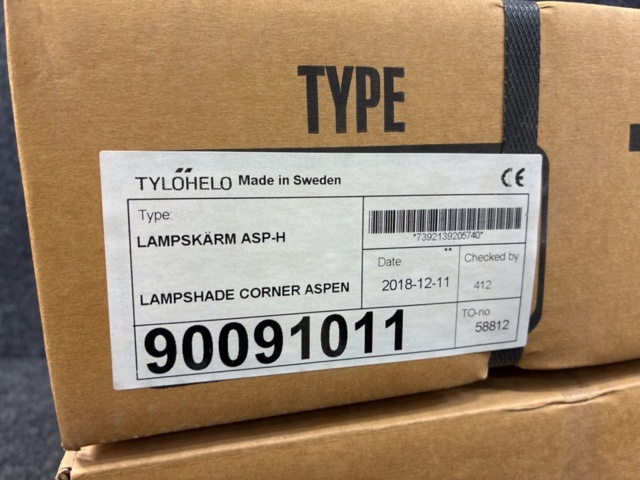 TYPE
TYLÖHELO Made in Sweden
CE
Type:
LAMPSKÄRM ASP-H
*7392139205740*
LAMPSHADE CORNER ASPEN
Date **
2018-12-11
Checked by
412
90091011
TO-no
58812